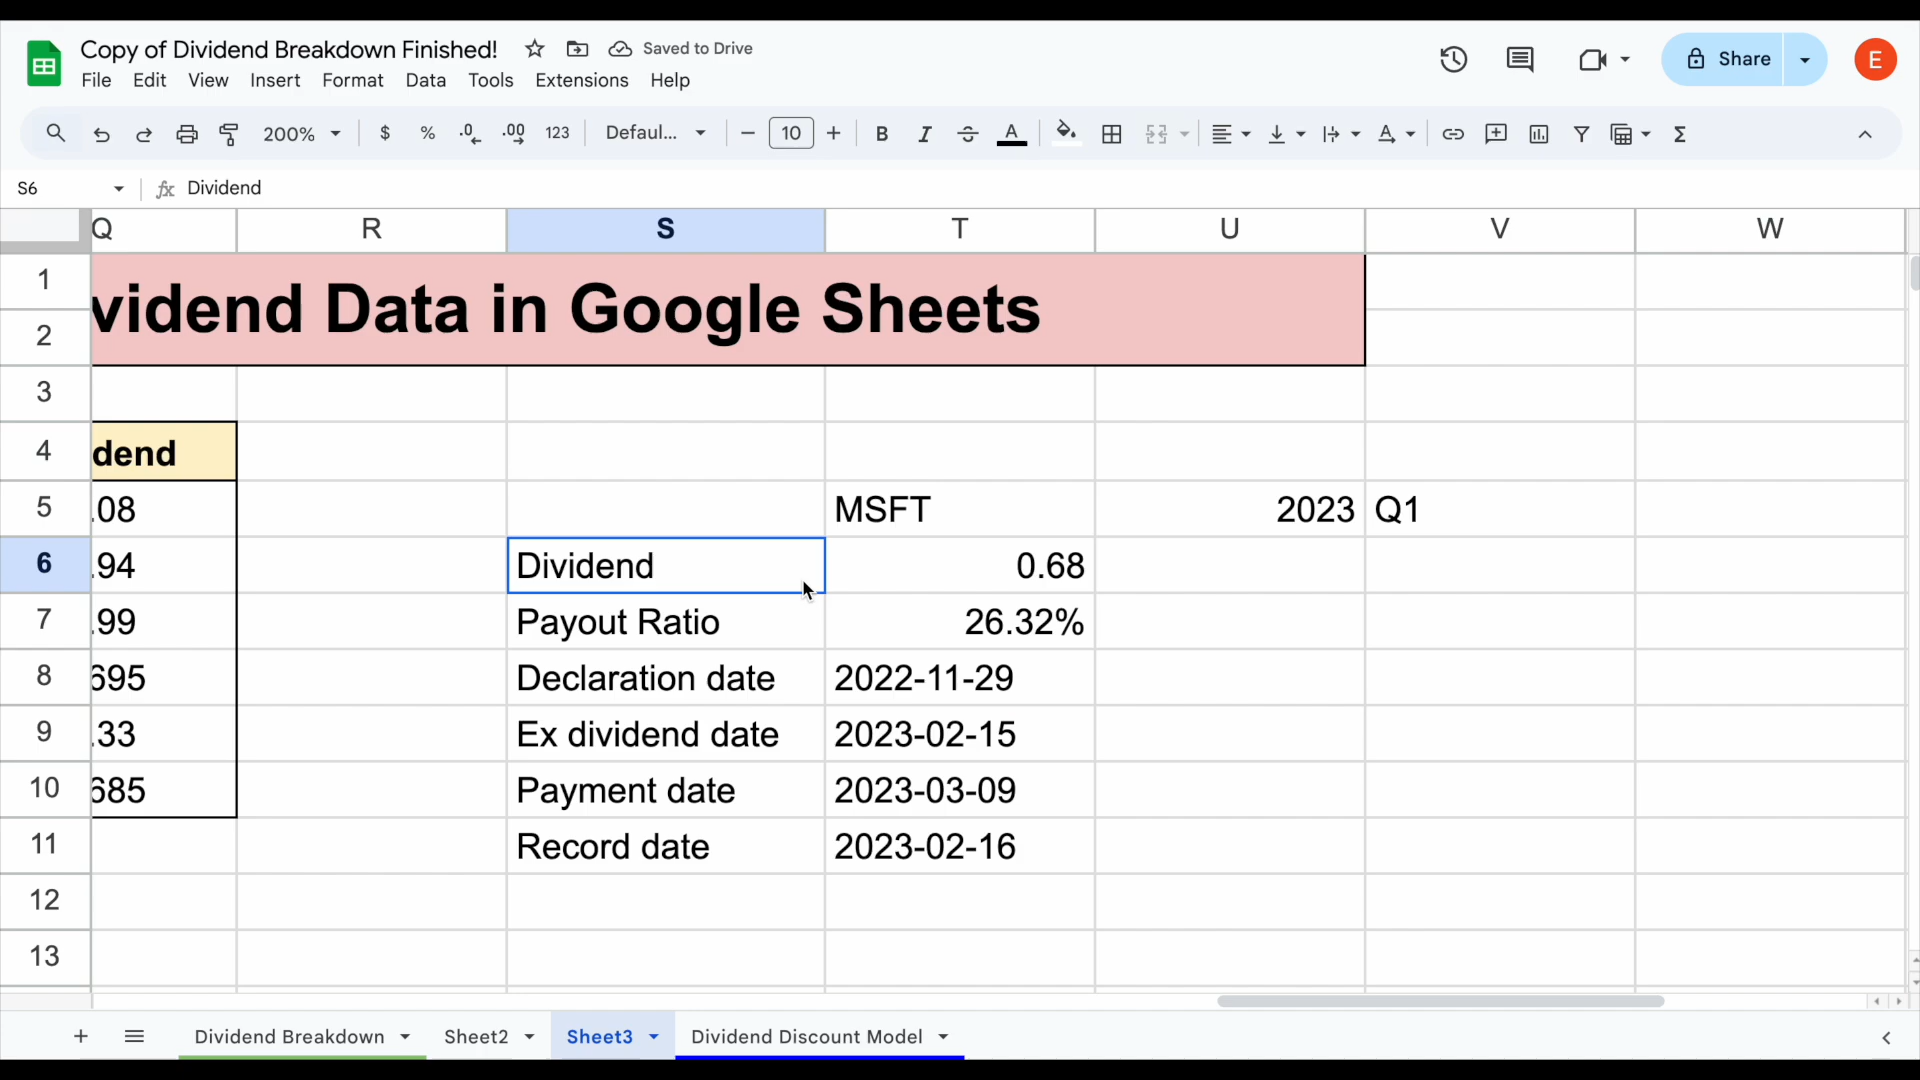 Copy of Dividend Breakdown Finished! Saved to Drive
File Edit View Insert Format Data Tools Extensions Help
Share
E
200% $ % .0 .00 123 Defaul... 10 B I A
S6 fx Dividend
Q R S T U V W
1 vidend Data in Google Sheets
2
3
4 dend
5 .08 MSFT 2023 Q1
6 .94 Dividend 0.68
7 .99 Payout Ratio 26.32%
8 695 Declaration date 2022-11-29
9 .33 Ex dividend date 2023-02-15
10 685 Payment date 2023-03-09
11 Record date 2023-02-16
12
13
Dividend Breakdown Sheet2 Sheet3 Dividend Discount Model